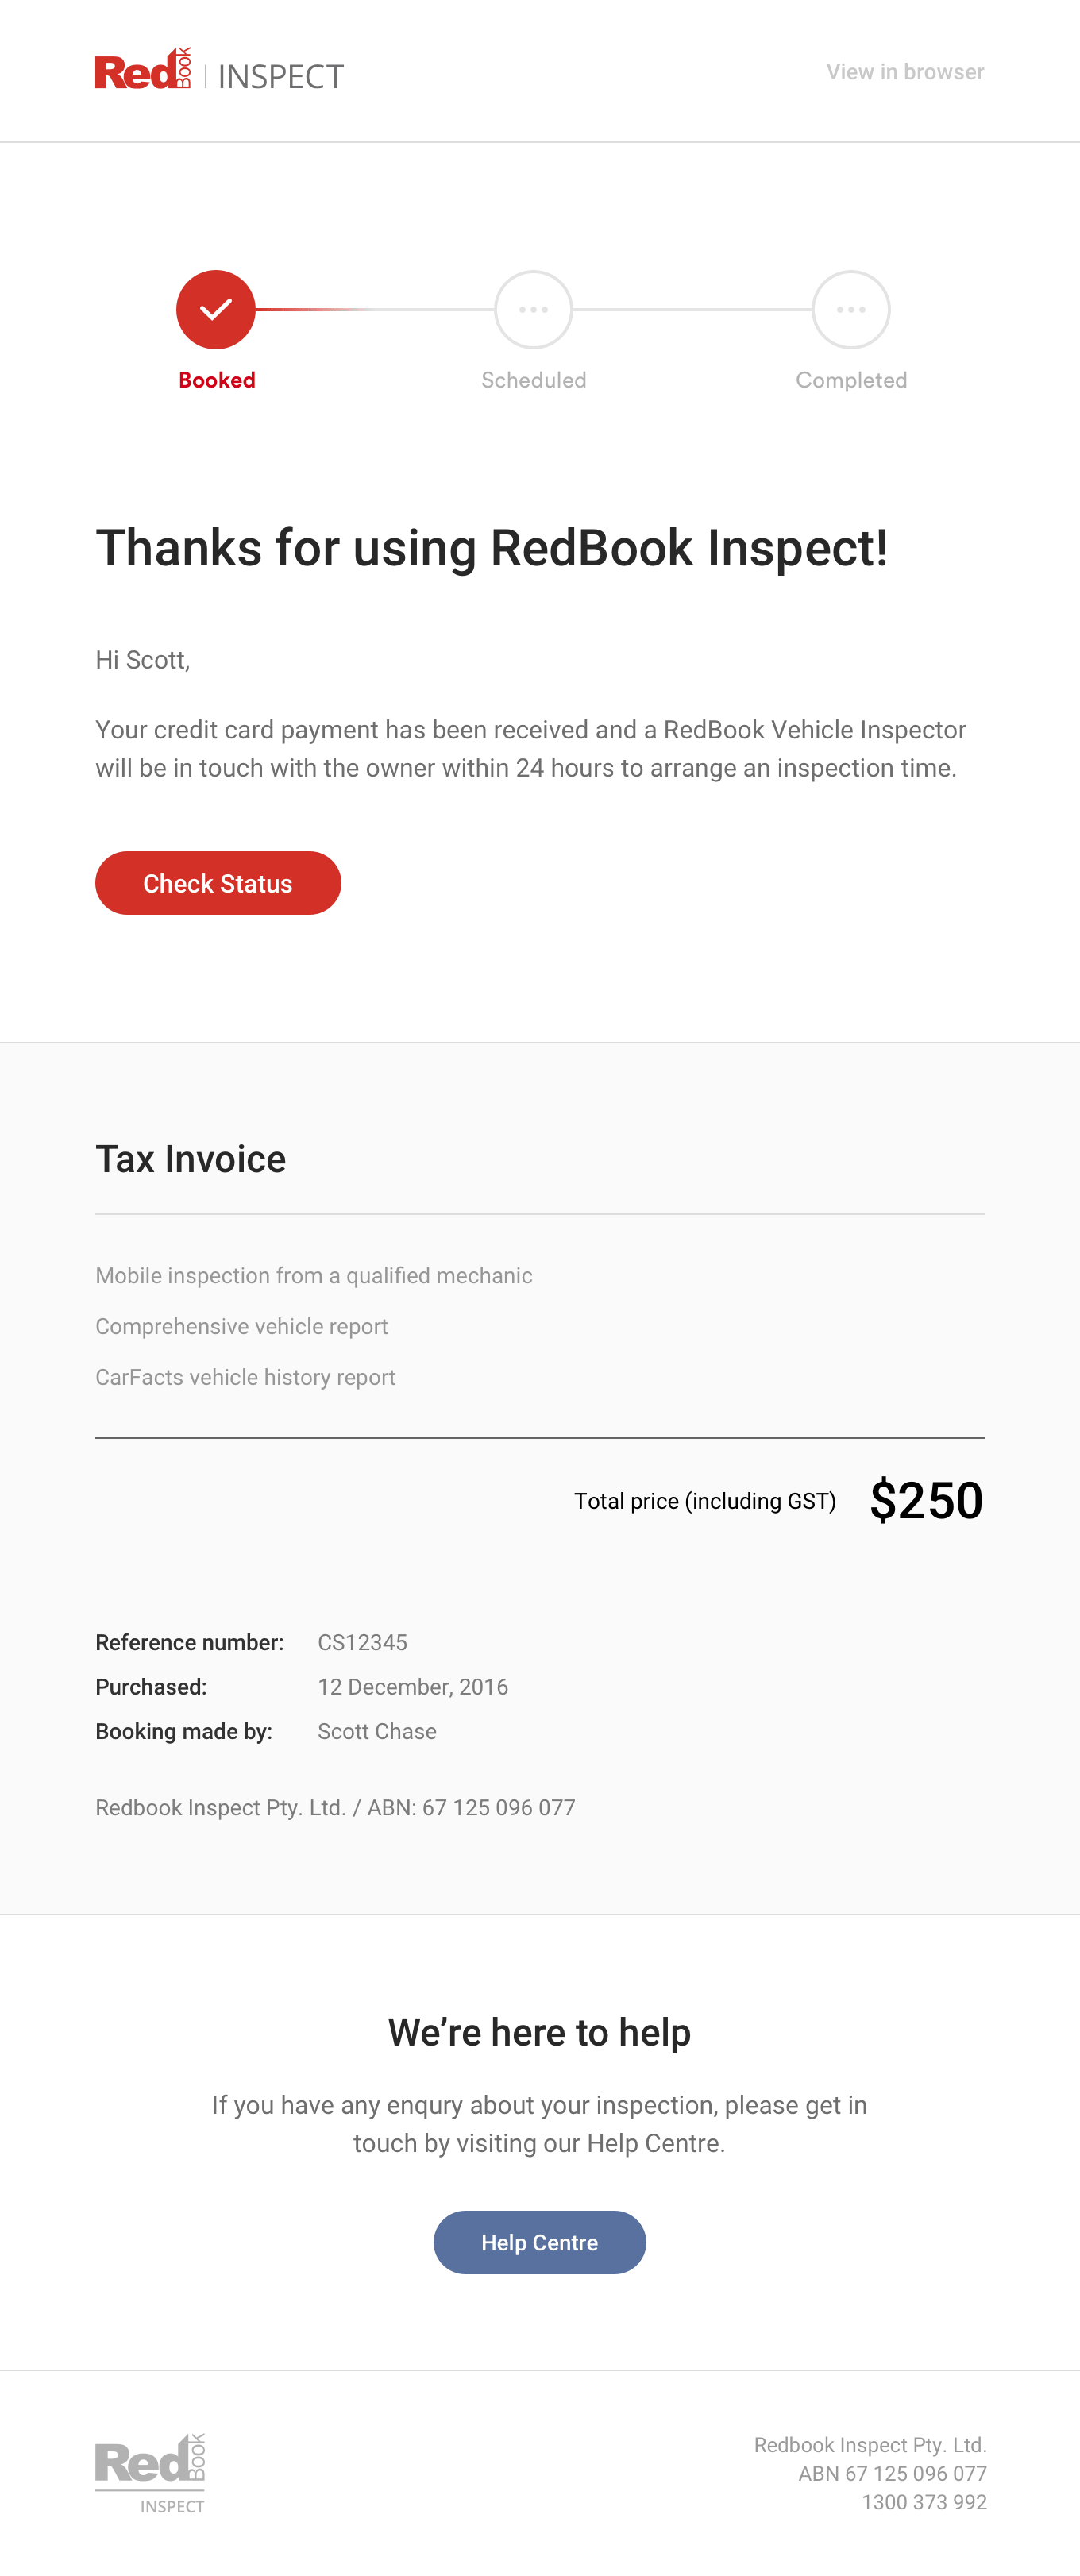 RedBook | INSPECT
View in browser
Booked
Scheduled
Completed
Thanks for using RedBook Inspect!
Hi Scott,
Your credit card payment has been received and a RedBook Vehicle Inspector
will be in touch with the owner within 24 hours to arrange an inspection time.
Check Status
Tax Invoice
Mobile inspection from a qualified mechanic
Comprehensive vehicle report
CarFacts vehicle history report
Total price (including GST) $250
Reference number: CS12345
Purchased: 12 December, 2016
Booking made by: Scott Chase
Redbook Inspect Pty. Ltd. / ABN: 67 125 096 077
We’re here to help
If you have any enqury about your inspection, please get in
touch by visiting our Help Centre.
Help Centre
RedBook
INSPECT
Redbook Inspect Pty. Ltd.
ABN 67 125 096 077
1300 373 992